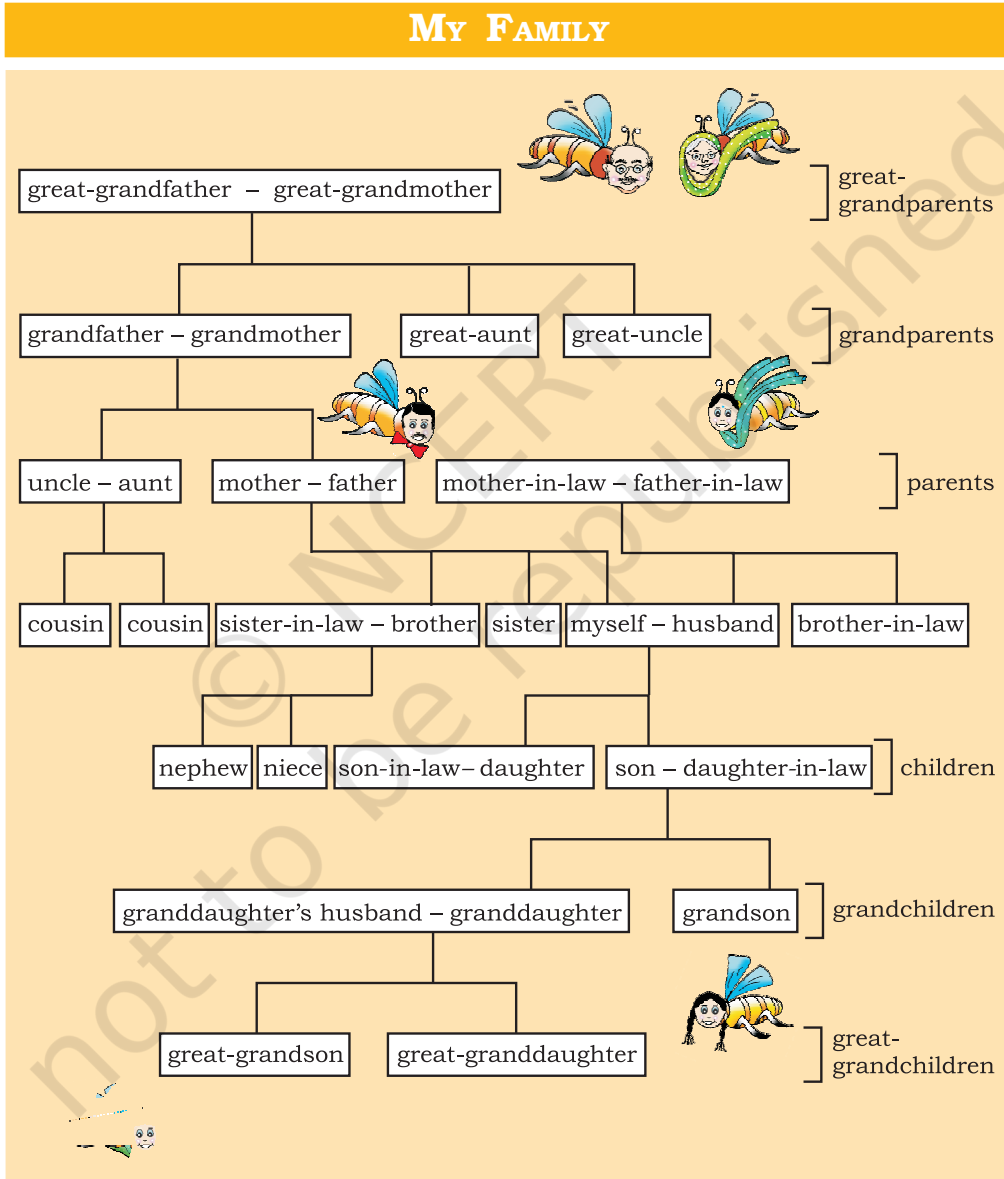 MY FAMILY
great-grandfather – great-grandmother
great-
grandparents
grandfather – grandmother
great-aunt
great-uncle
grandparents
uncle – aunt
mother – father
mother-in-law – father-in-law
parents
cousin
cousin
sister-in-law – brother
sister
myself – husband
brother-in-law
nephew
niece
son-in-law– daughter
son – daughter-in-law
children
granddaughter's husband – granddaughter
grandson
grandchildren
great-grandson
great-granddaughter
great-
grandchildren
© NCERT
not to be republished